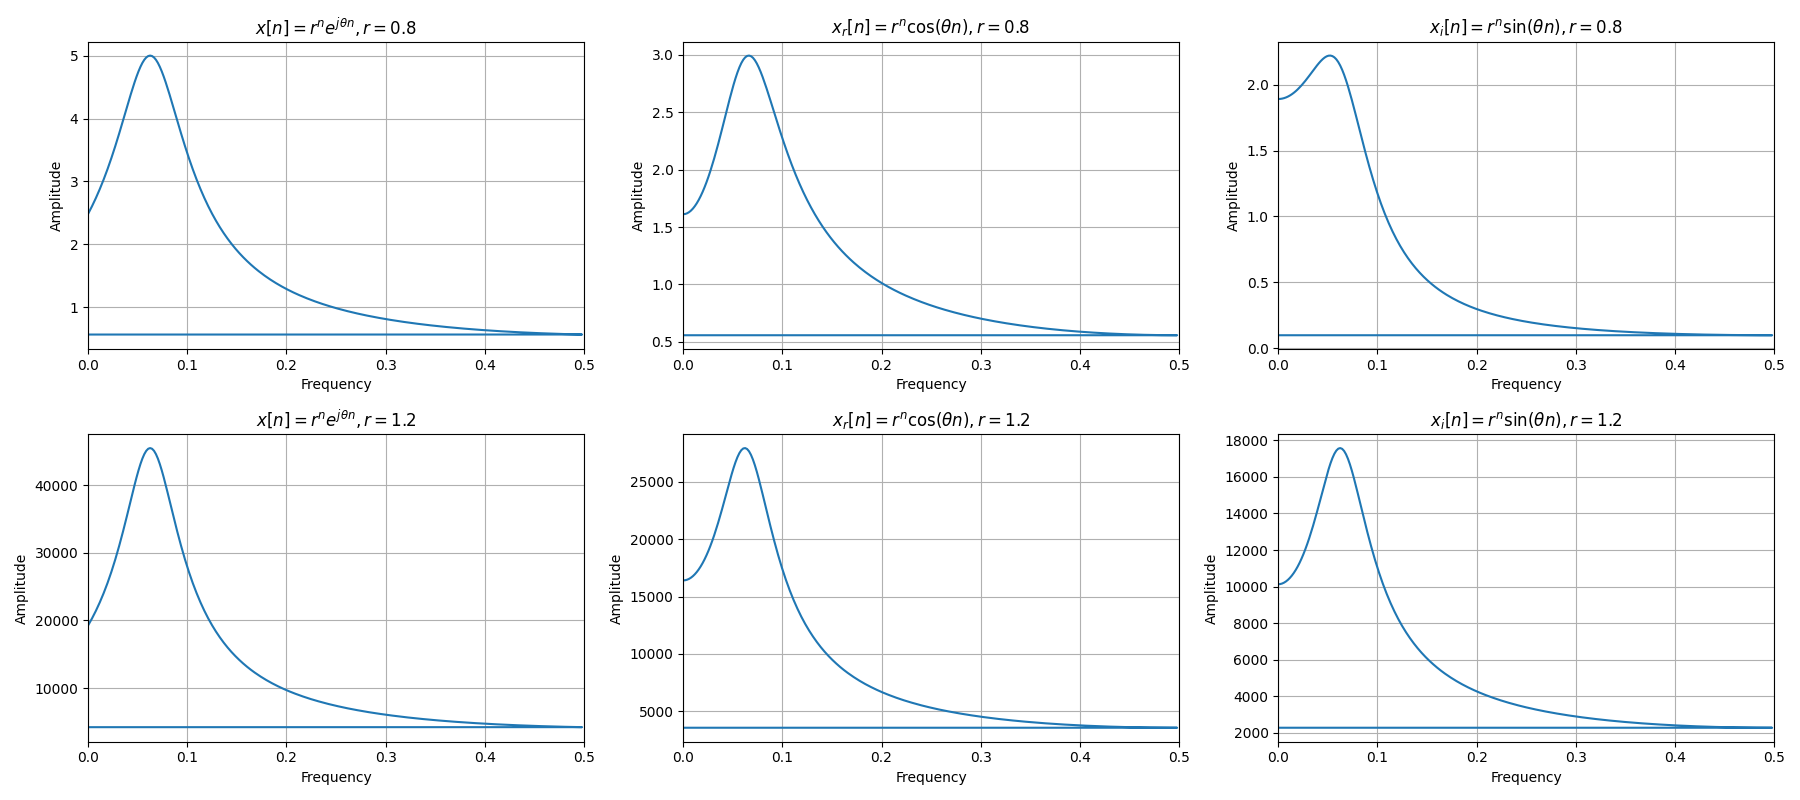 x[n] = r^n e^{jθn}, r = 0.8
5
4
3
2
1
Amplitude
0.0 0.1 0.2 0.3 0.4 0.5
Frequency
x_r[n] = r^n cos(θn), r = 0.8
3.0
2.5
2.0
1.5
1.0
0.5
Amplitude
0.0 0.1 0.2 0.3 0.4 0.5
Frequency
x_i[n] = r^n sin(θn), r = 0.8
2.0
1.5
1.0
0.5
0.0
Amplitude
0.0 0.1 0.2 0.3 0.4 0.5
Frequency
x[n] = r^n e^{jθn}, r = 1.2
40000
30000
20000
10000
Amplitude
0.0 0.1 0.2 0.3 0.4 0.5
Frequency
x_r[n] = r^n cos(θn), r = 1.2
25000
20000
15000
10000
5000
Amplitude
0.0 0.1 0.2 0.3 0.4 0.5
Frequency
x_i[n] = r^n sin(θn), r = 1.2
18000
16000
14000
12000
10000
8000
6000
4000
2000
Amplitude
0.0 0.1 0.2 0.3 0.4 0.5
Frequency